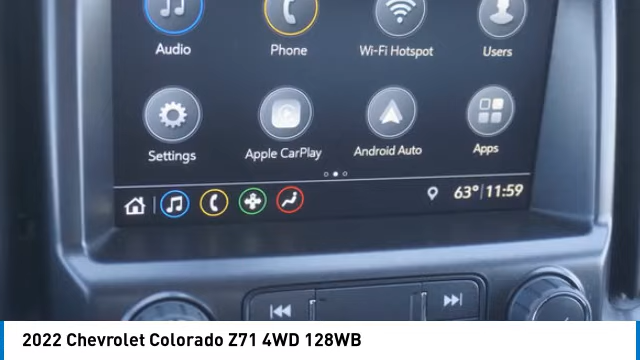 Audio Phone Wi-Fi Hotspot Users
Settings Apple CarPlay Android Auto Apps
63° 11:59
2022 Chevrolet Colorado Z71 4WD 128WB